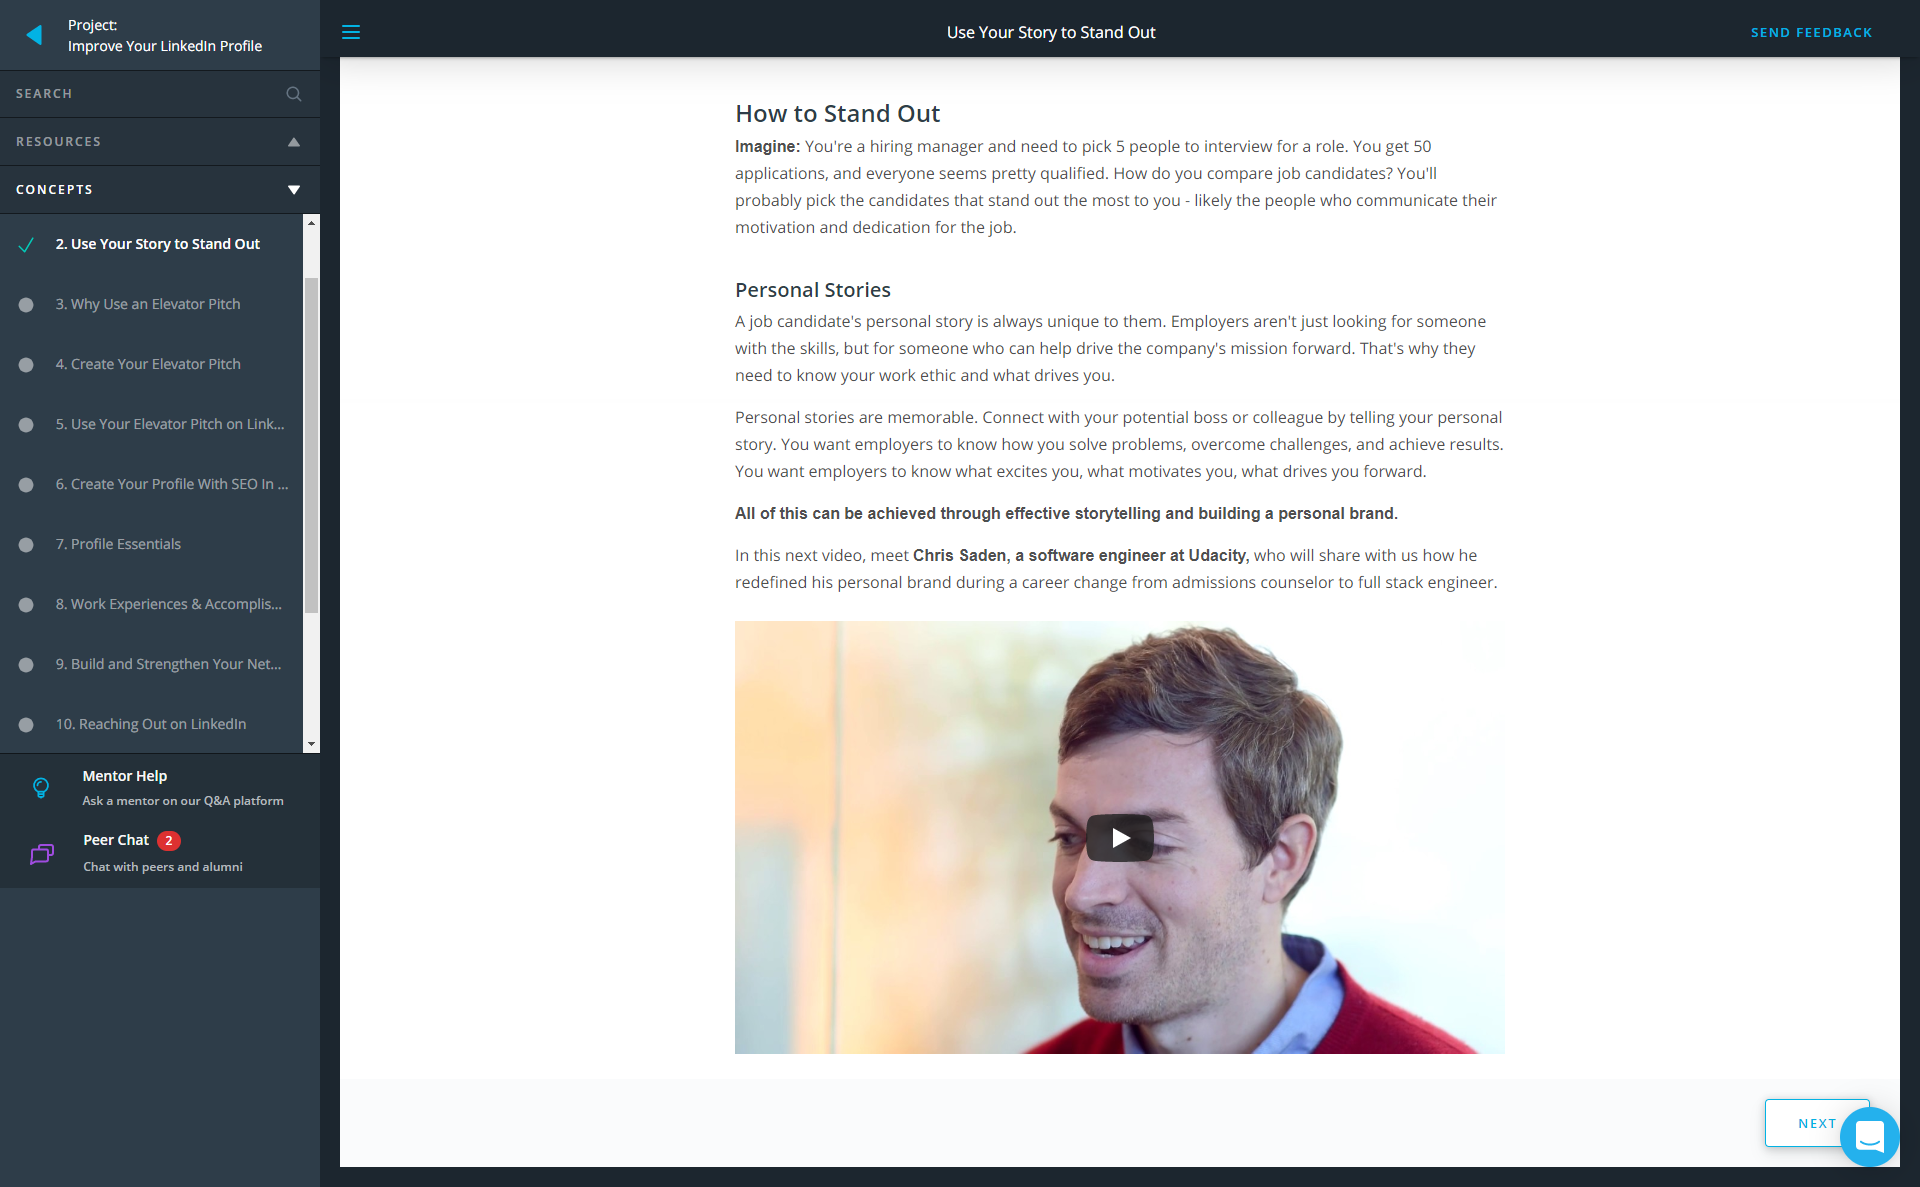 Project:
Improve Your LinkedIn Profile
SEARCH
RESOURCES
CONCEPTS
2. Use Your Story to Stand Out
3. Why Use an Elevator Pitch
4. Create Your Elevator Pitch
5. Use Your Elevator Pitch on Link...
6. Create Your Profile With SEO In ...
7. Profile Essentials
8. Work Experiences & Accomplis...
9. Build and Strengthen Your Net...
10. Reaching Out on LinkedIn
Mentor Help
Ask a mentor on our Q&A platform
Peer Chat 2
Chat with peers and alumni
Use Your Story to Stand Out
SEND FEEDBACK
How to Stand Out
Imagine: You're a hiring manager and need to pick 5 people to interview for a role. You get 50
applications, and everyone seems pretty qualified. How do you compare job candidates? You'll
probably pick the candidates that stand out the most to you - likely the people who communicate their
motivation and dedication for the job.
Personal Stories
A job candidate's personal story is always unique to them. Employers aren't just looking for someone
with the skills, but for someone who can help drive the company's mission forward. That's why they
need to know your work ethic and what drives you.
Personal stories are memorable. Connect with your potential boss or colleague by telling your personal
story. You want employers to know how you solve problems, overcome challenges, and achieve results.
You want employers to know what excites you, what motivates you, what drives you forward.
All of this can be achieved through effective storytelling and building a personal brand.
In this next video, meet Chris Saden, a software engineer at Udacity, who will share with us how he
redefined his personal brand during a career change from admissions counselor to full stack engineer.
NEXT